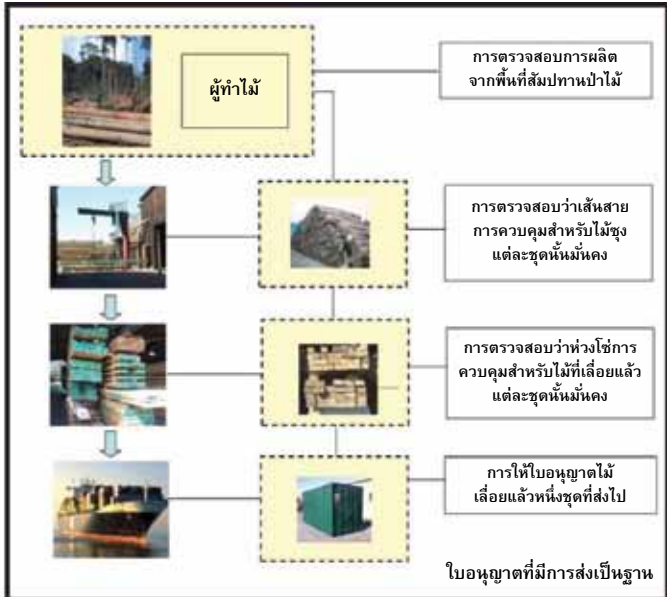 ผู้ทำไม้
การตรวจสอบการผลิต
จากพื้นที่สัมปทานป่าไม้
การตรวจสอบว่าเส้นสาย
การควบคุมสำหรับไม้ซุง
แต่ละชุดนั้นมั่นคง
การตรวจสอบว่าห่วงโซ่การ
ควบคุมสำหรับไม้ที่เลื่อยแล้ว
แต่ละชุดนั้นมั่นคง
การให้ใบอนุญาตไม้
เลื่อยแล้วหนึ่งชุดที่ส่งไป
ใบอนุญาตที่มีการส่งเป็นฐาน